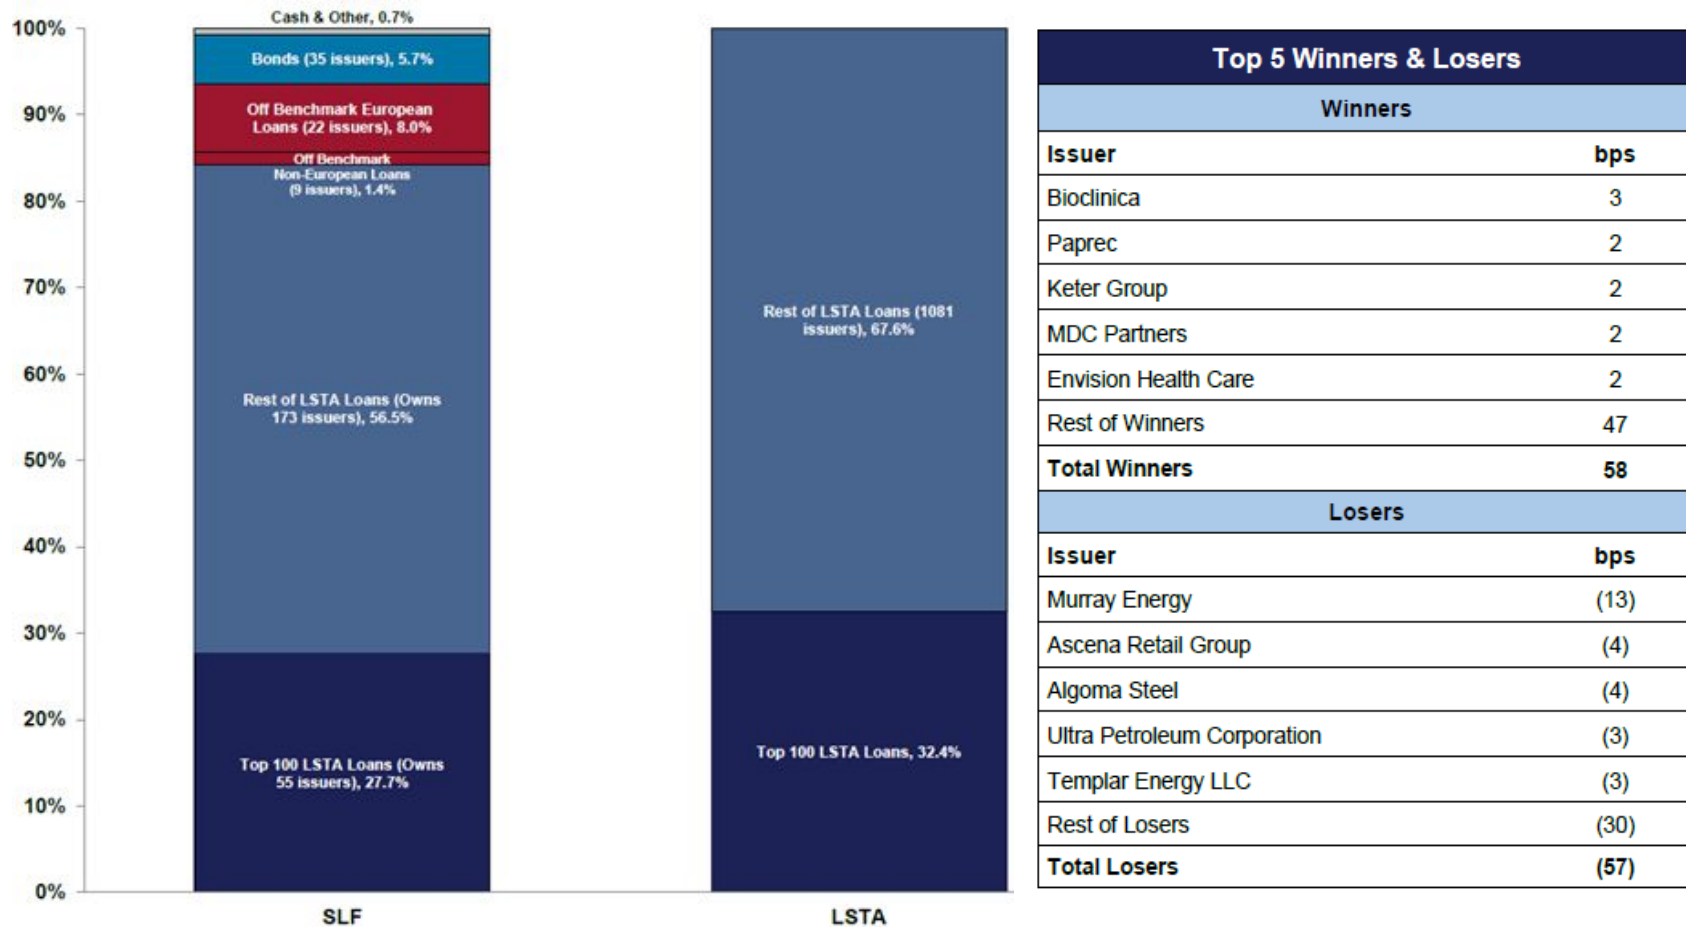 Cash & Other, 0.7%
100%
Bonds (35 issuers), 5.7%
90%
Off Benchmark European
Loans (22 issuers), 8.0%
Off Benchmark
Non-European Loans
(9 issuers), 1.4%
80%
70%
60%
Rest of LSTA Loans (Owns
173 issuers), 56.5%
50%
40%
30%
20%
Top 100 LSTA Loans (Owns
55 issuers), 27.7%
10%
0%
SLF
Rest of LSTA Loans (1081
issuers), 67.6%
Top 100 LSTA Loans, 32.4%
LSTA
Top 5 Winners & Losers
Winners
Issuer bps
Bioclinica 3
Paprec 2
Keter Group 2
MDC Partners 2
Envision Health Care 2
Rest of Winners 47
Total Winners 58
Losers
Issuer bps
Murray Energy (13)
Ascena Retail Group (4)
Algoma Steel (4)
Ultra Petroleum Corporation (3)
Templar Energy LLC (3)
Rest of Losers (30)
Total Losers (57)